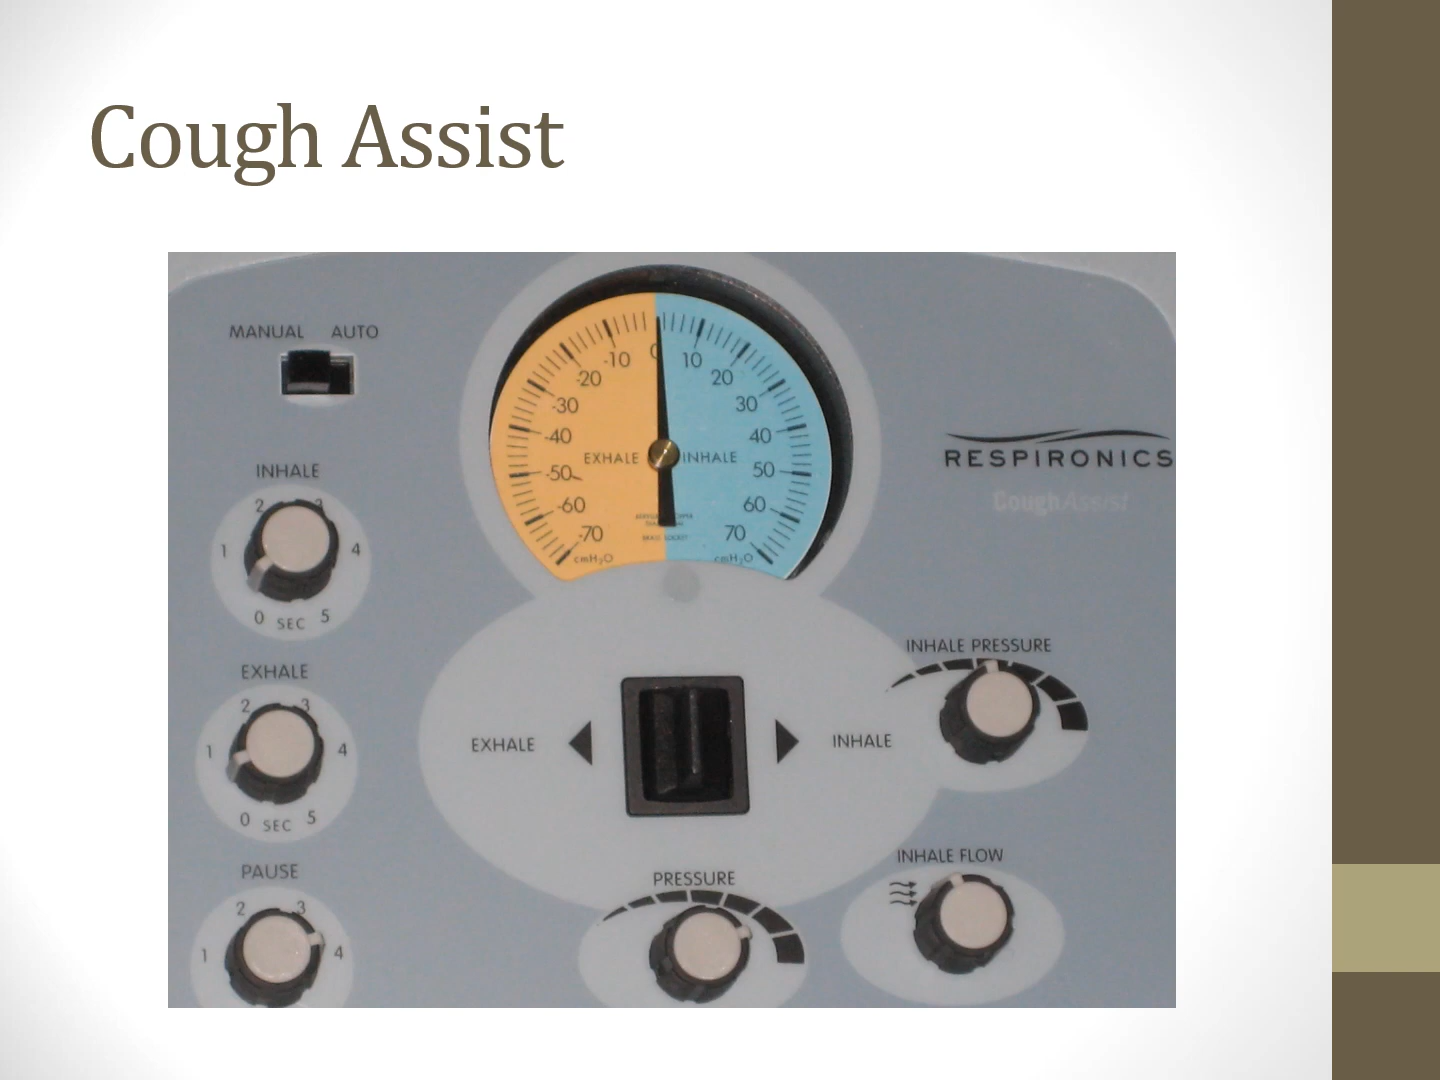 Cough Assist
MANUAL AUTO
INHALE
2 3
1 4
0 SEC 5
EXHALE
2 3
1 4
0 SEC 5
PAUSE
2 3
1 4
0
-10 10
-20 20
-30 30
-40 40
EXHALE INHALE
-50 50
-60 60
-70 70
cmH₂O cmH₂O
RESPIRONICS
CoughAssist
EXHALE INHALE
INHALE PRESSURE
PRESSURE
INHALE FLOW